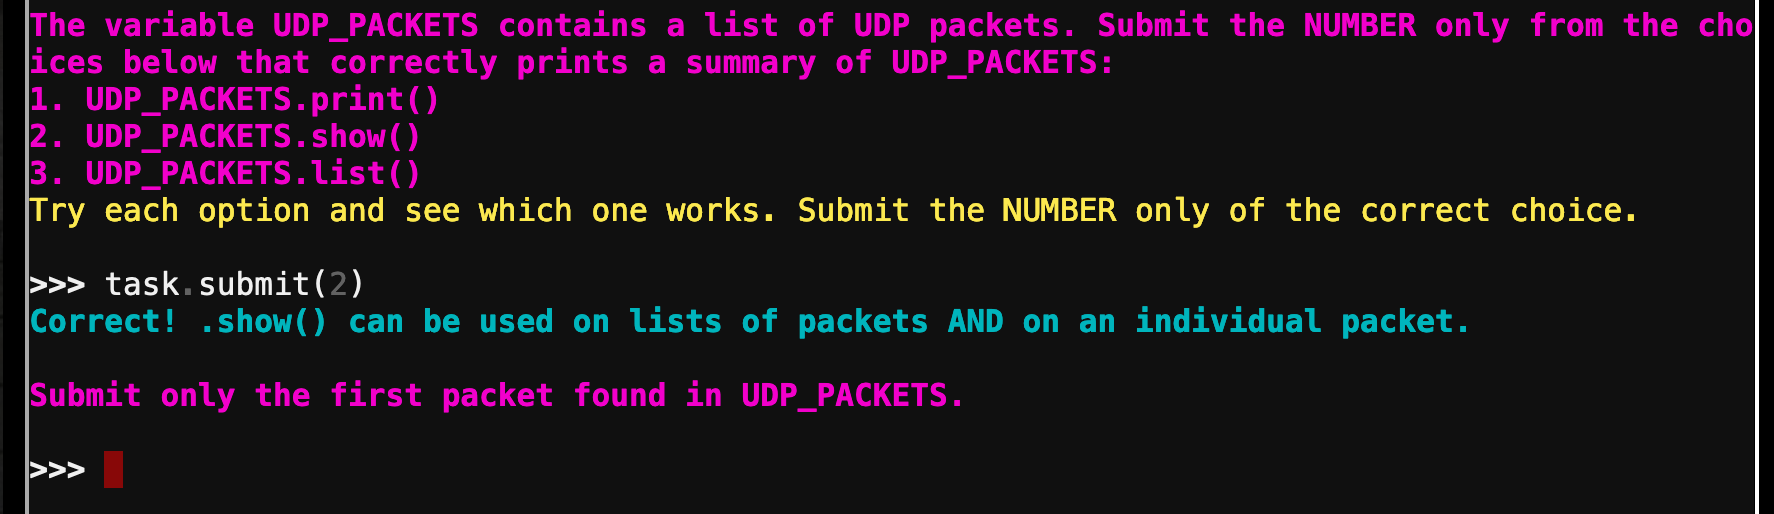 The variable UDP_PACKETS contains a list of UDP packets. Submit the NUMBER only from the cho
ices below that correctly prints a summary of UDP_PACKETS:
1. UDP_PACKETS.print()
2. UDP_PACKETS.show()
3. UDP_PACKETS.list()
Try each option and see which one works. Submit the NUMBER only of the correct choice.
>>> task.submit(2)
Correct! .show() can be used on lists of packets AND on an individual packet.
Submit only the first packet found in UDP_PACKETS.
>>>